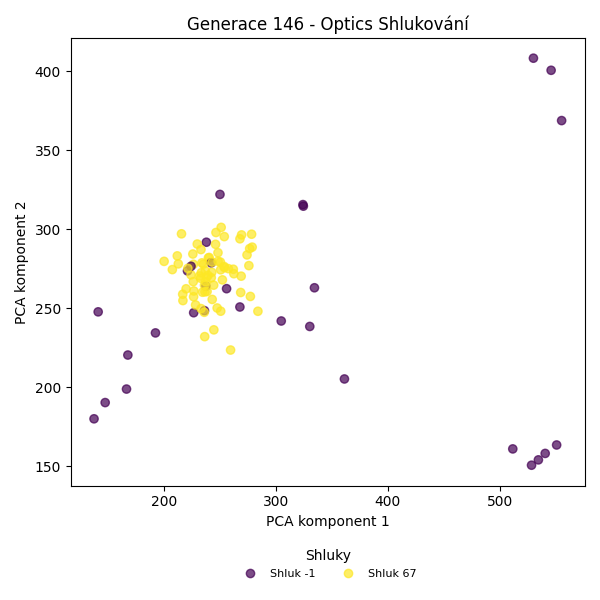 Generace 146 - Optics Shlukování
PCA komponent 2
400
350
300
250
200
150
200
300
400
500
PCA komponent 1
Shluky
Shluk -1
Shluk 67